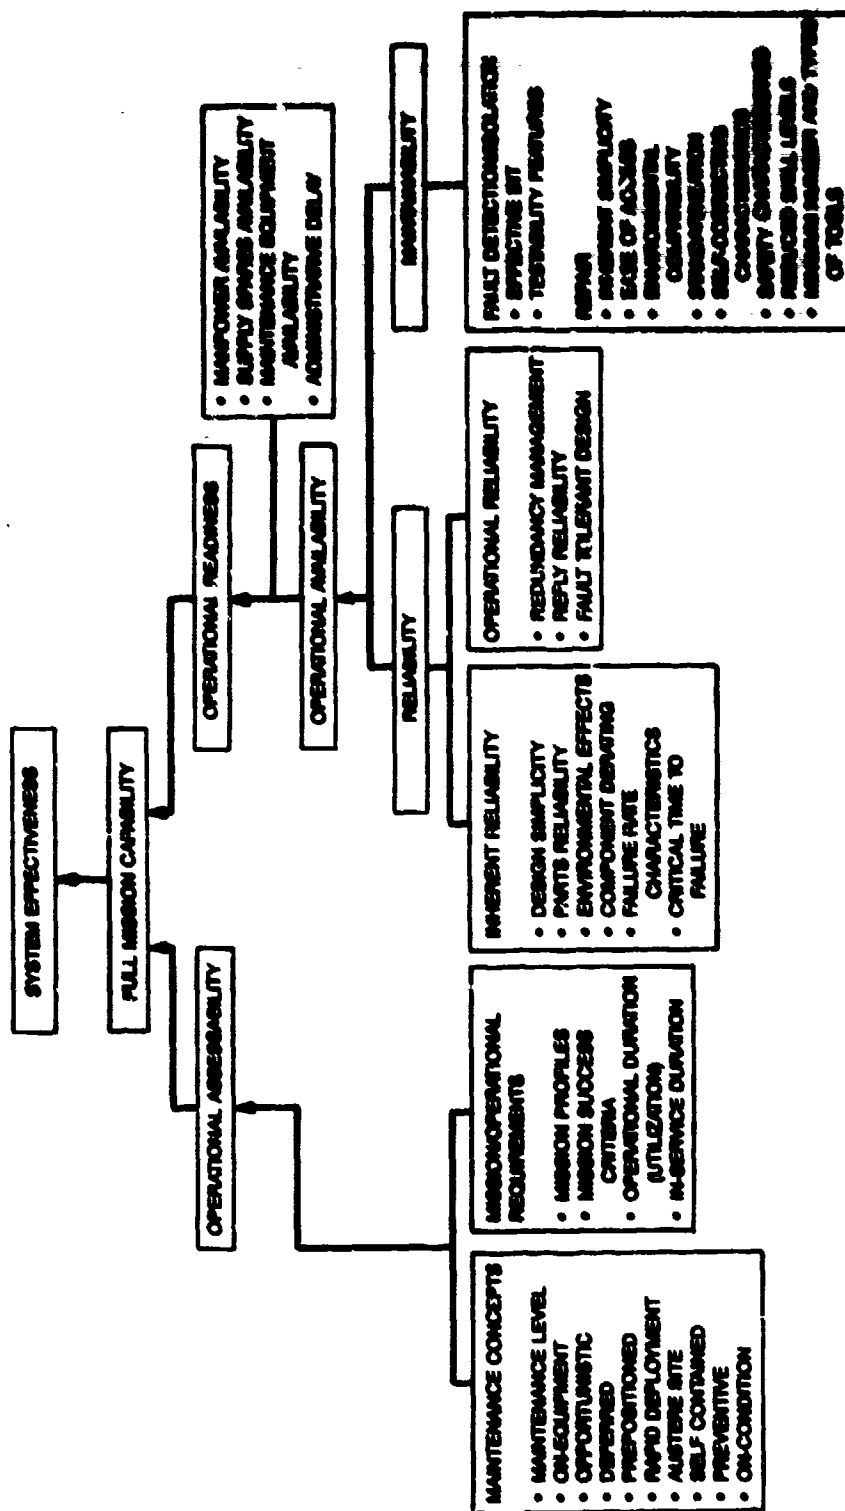 SYSTEM EFFECTIVENESS
FULL MISSION CAPABILITY
OPERATIONAL ASSESSABILITY
OPERATIONAL READINESS
• MANPOWER AVAILABILITY
• SUPPLY SPARES AVAILABILITY
• MAINTENANCE EQUIPMENT
AVAILABILITY
• ADMINISTRATIVE DELAY
OPERATIONAL AVAILABILITY
RELIABILITY
MAINTAINABILITY
MAINTENANCE CONCEPTS
• MAINTENANCE LEVEL
• ON-EQUIPMENT
• OPPORTUNISTIC
• DEFERRED
• PREPOSITIONED
• RAPID DEPLOYMENT
• AUSTERE SITE
• SELF CONTAINED
• PREVENTIVE
• ON-CONDITION
MISSION/OPERATIONAL
REQUIREMENTS
• MISSION PROFILES
• MISSION SUCCESS
CRITERIA
• OPERATIONAL DURATION
(UTILIZATION)
• IN-SERVICE DURATION
INHERENT RELIABILITY
• DESIGN SIMPLICITY
• PARTS RELIABILITY
• ENVIRONMENTAL EFFECTS
• COMPONENT DERATING
• FAILURE RATE
CHARACTERISTICS
• CRITICAL TIME TO
FAILURE
OPERATIONAL RELIABILITY
• REDUNDANCY MANAGEMENT
• REFLY RELIABILITY
• FAULT TOLERANT DESIGN
FAULT DETECTION/ISOLATION
• EFFECTIVE BIT
• TESTABILITY FEATURES
REPAIR
• INHERENT SIMPLICITY
• EASE OF ACCESS
• ENVIRONMENTAL
• STANDARDIZATION
• SELF-CORRECTING
CHARACTERISTICS
• SAFETY CHARACTERISTICS
• REDUCED SKILL LEVELS
• MINIMUM NUMBER AND TYPES
OF TOOLS